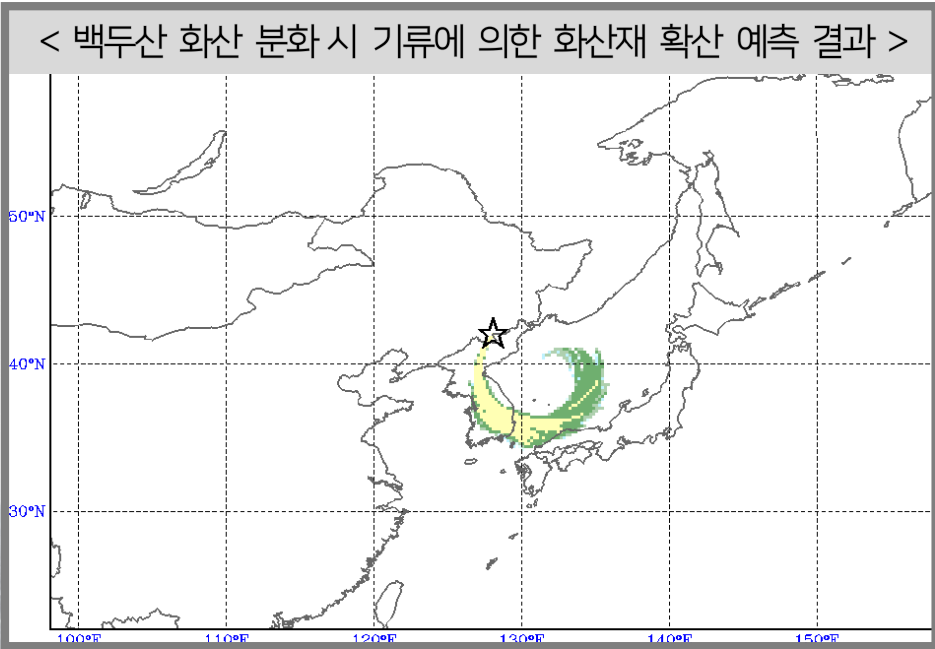 < 백두산 화산 분화 시 기류에 의한 화산재 확산 예측 결과 >
50°N
40°N
30°N
100°E 110°E 120°E 130°E 140°E 150°E